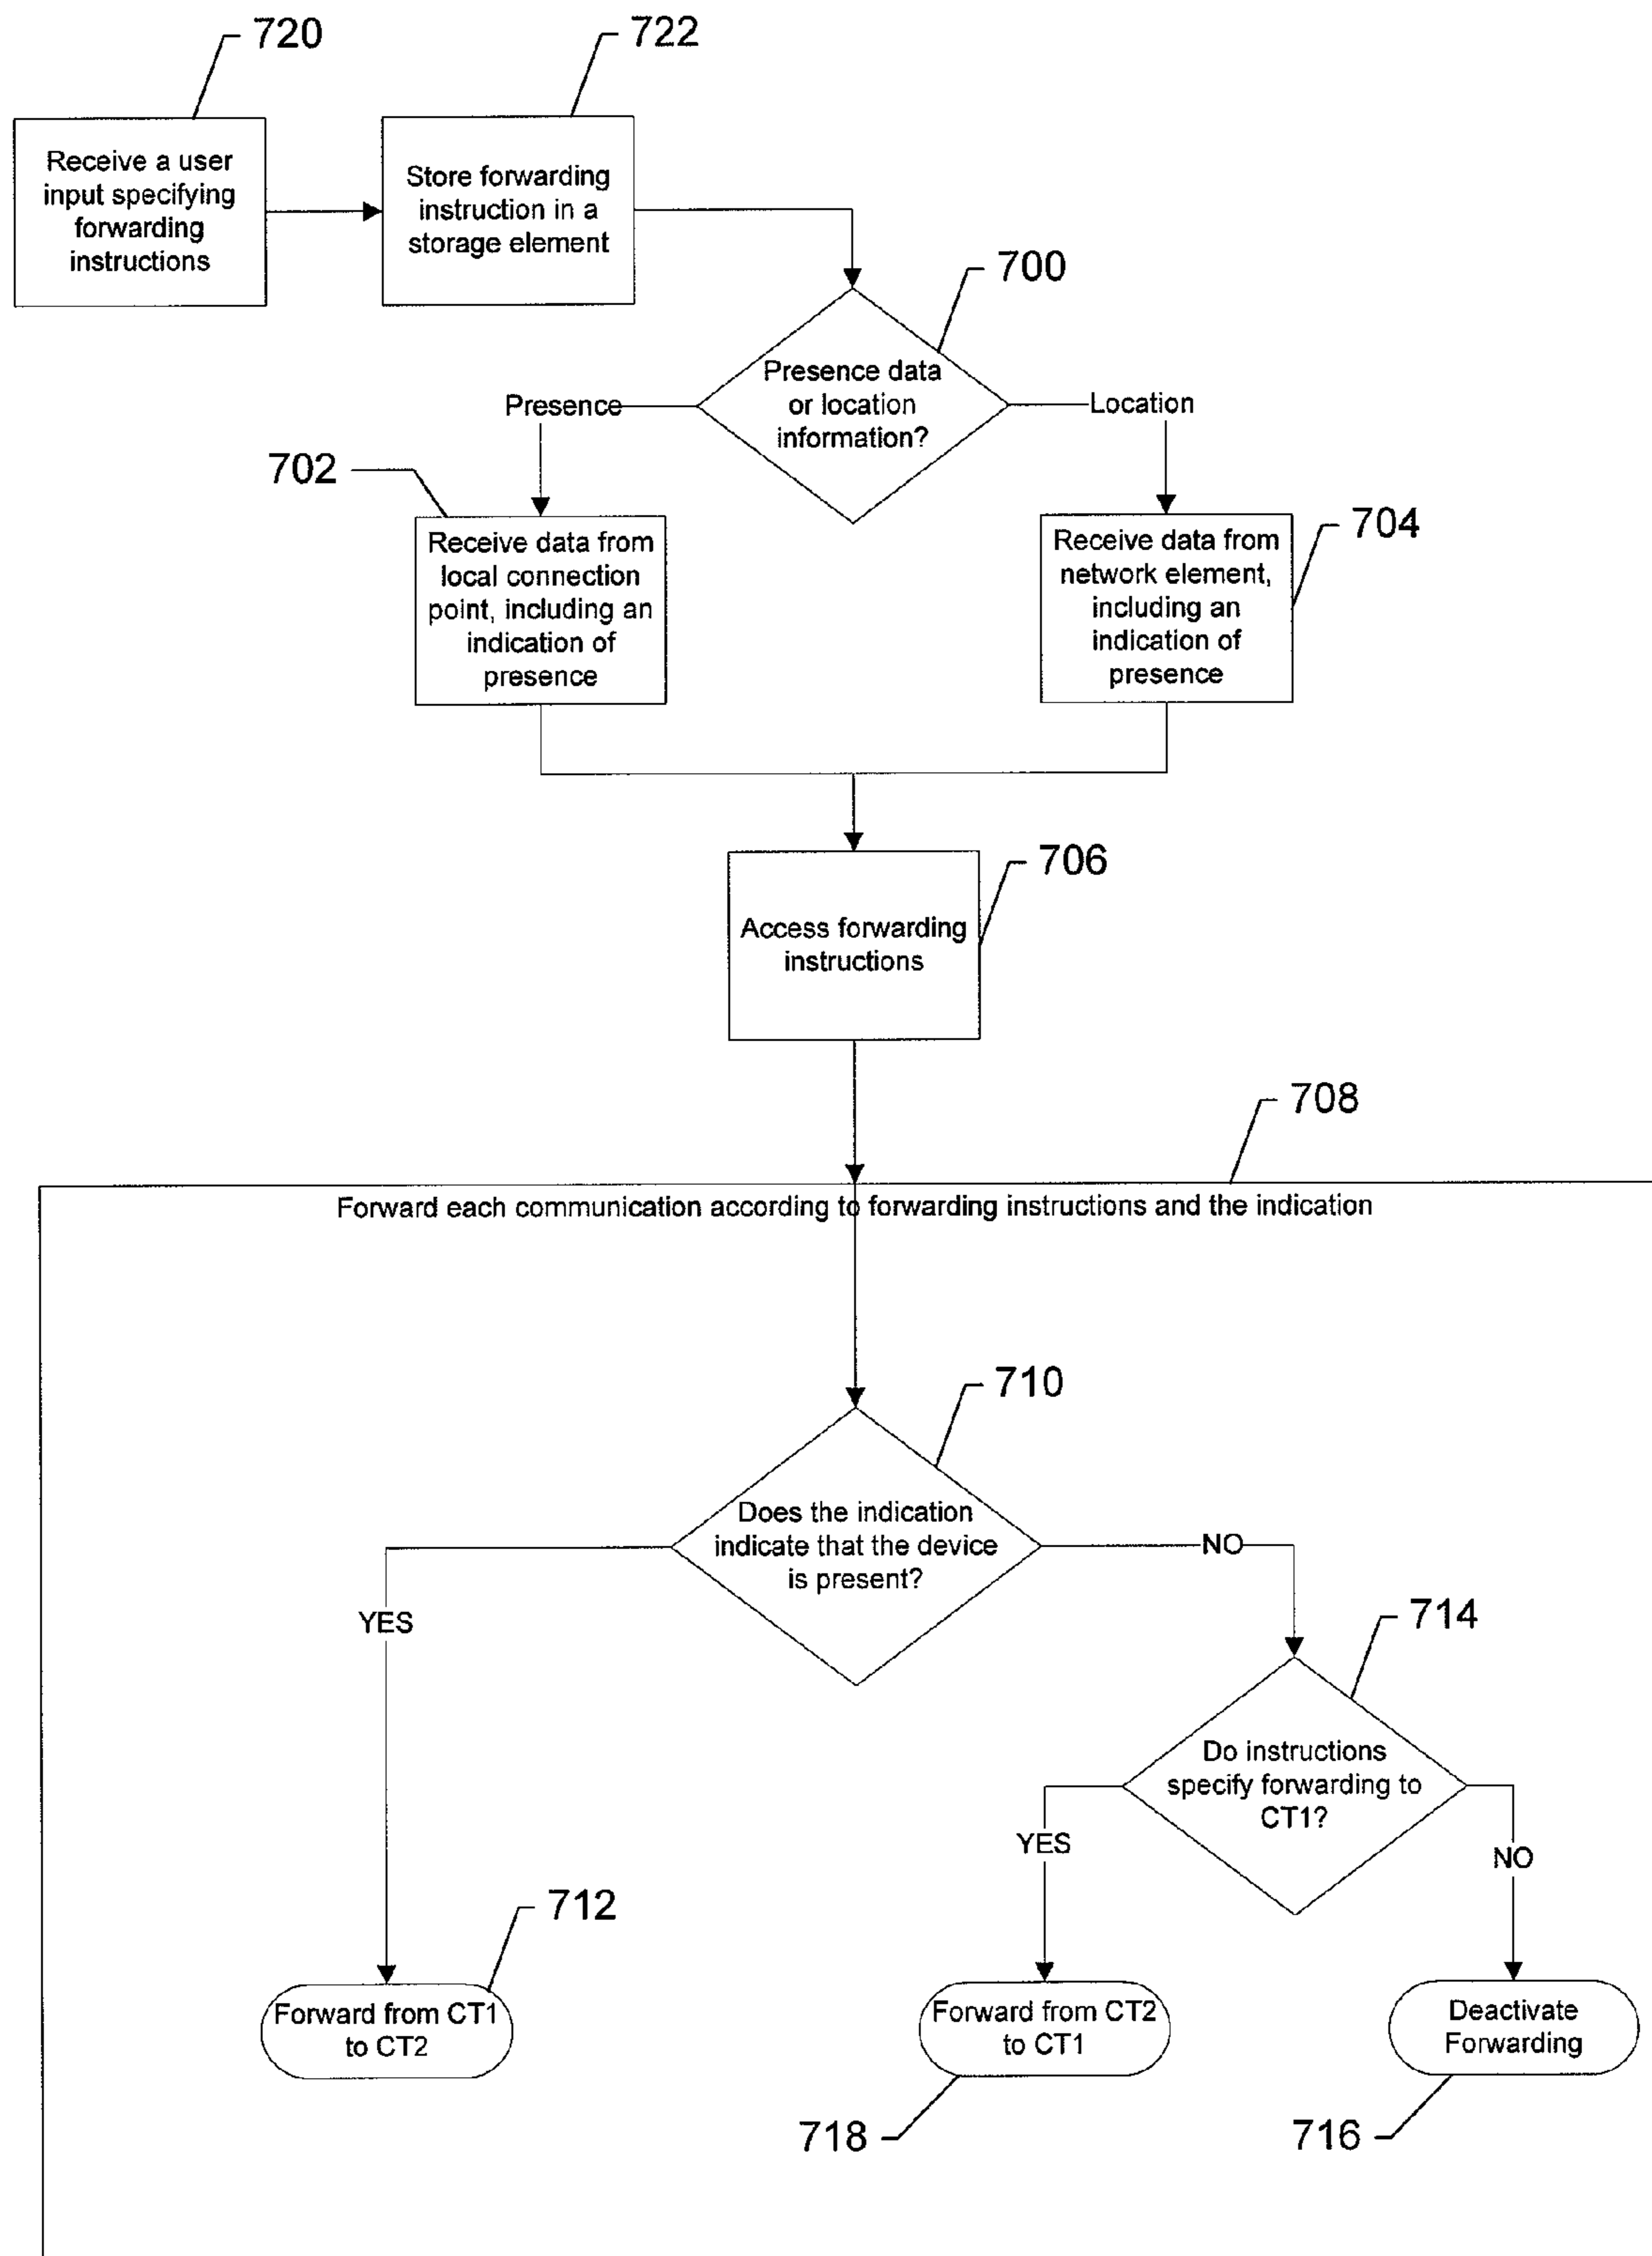 720
722
Receive a user
input specifying
forwarding
instructions
Store forwarding
instruction in a
storage element
700
Presence data
or location
information?
Presence
Location
702
704
Receive data from
local connection
point, including an
indication of
presence
Receive data from
network element,
including an
indication of
presence
706
Access forwarding
instructions
708
Forward each communication according to forwarding instructions and the indication
710
Does the indication
indicate that the device
is present?
YES
NO
714
Do instructions
specify forwarding to
CT1?
YES
NO
712
Forward from CT1
to CT2
Forward from CT2
to CT1
Deactivate
Forwarding
718
716